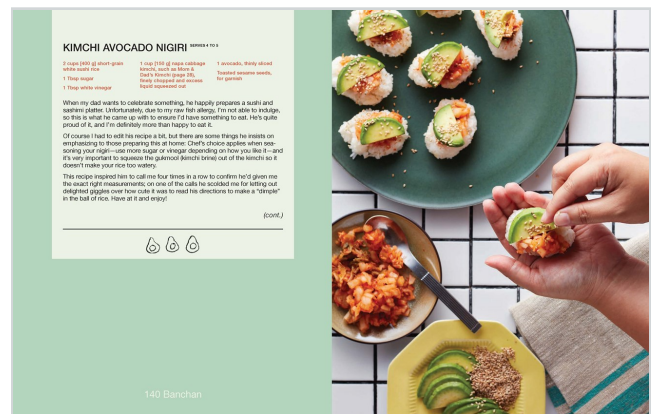 KIMCHI AVOCADO NIGIRI SERVES 4 TO 5
2 cups [400 g] short-grain
white sushi rice
1 Tbsp sugar
1 Tbsp white vinegar
1 cup [150 g] napa cabbage
kimchi, such as Mom &
Dad's Kimchi (page 28),
finely chopped and excess
liquid squeezed out
1 avocado, thinly sliced
Toasted sesame seeds,
for garnish
When my dad wants to celebrate something, he happily prepares a sushi and
sashimi platter. Unfortunately, due to my raw fish allergy, I'm not able to indulge,
so this is what he came up with to ensure I'd have something to eat. He's quite
proud of it, and I'm definitely more than happy to eat it.
Of course I had to edit his recipe a bit, but there are some things he insists on
emphasizing to those preparing this at home: Chef's choice applies when sea-
soning your nigiri—use more sugar or vinegar depending on how you like it—and
it's very important to squeeze the gukmool (kimchi brine) out of the kimchi so it
doesn't make your rice too watery.
This recipe inspired him to call me four times in a row to confirm he'd given me
the exact right measurements; on one of the calls he scolded me for letting out
delighted giggles over how cute it was to read his directions to make a "dimple"
in the ball of rice. Have at it and enjoy!
(cont.)
140 Banchan